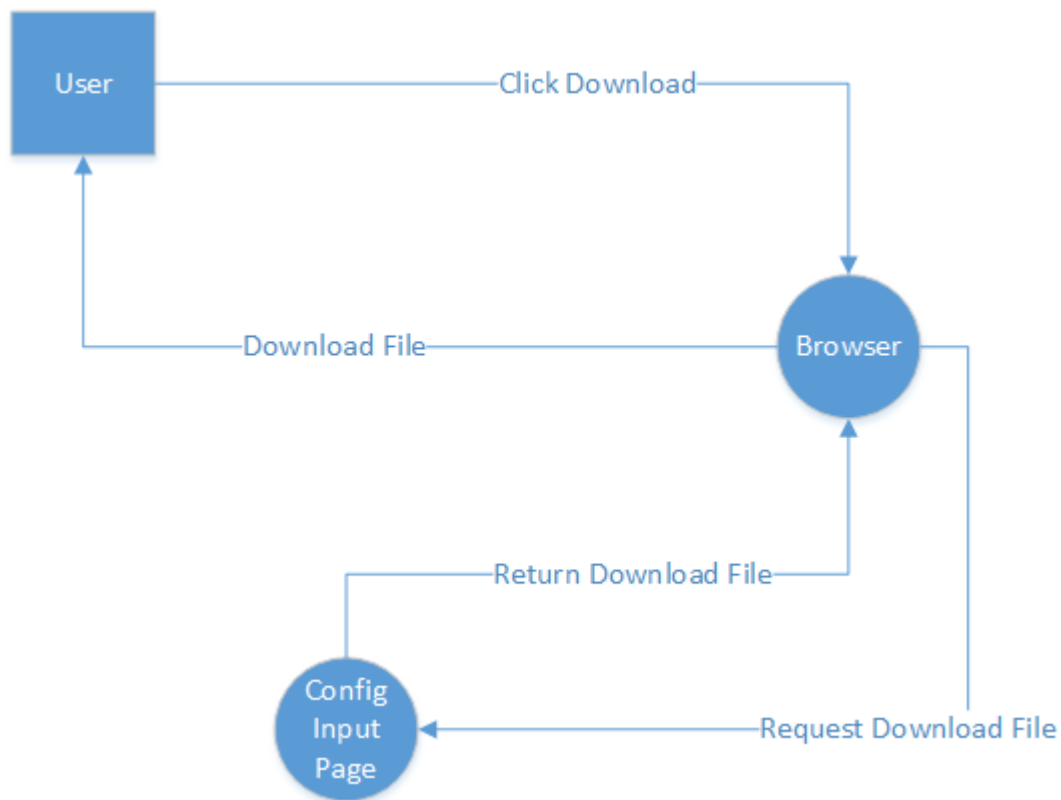 User
Click Download
Download File
Browser
Return Download File
Config
Input
Page
Request Download File